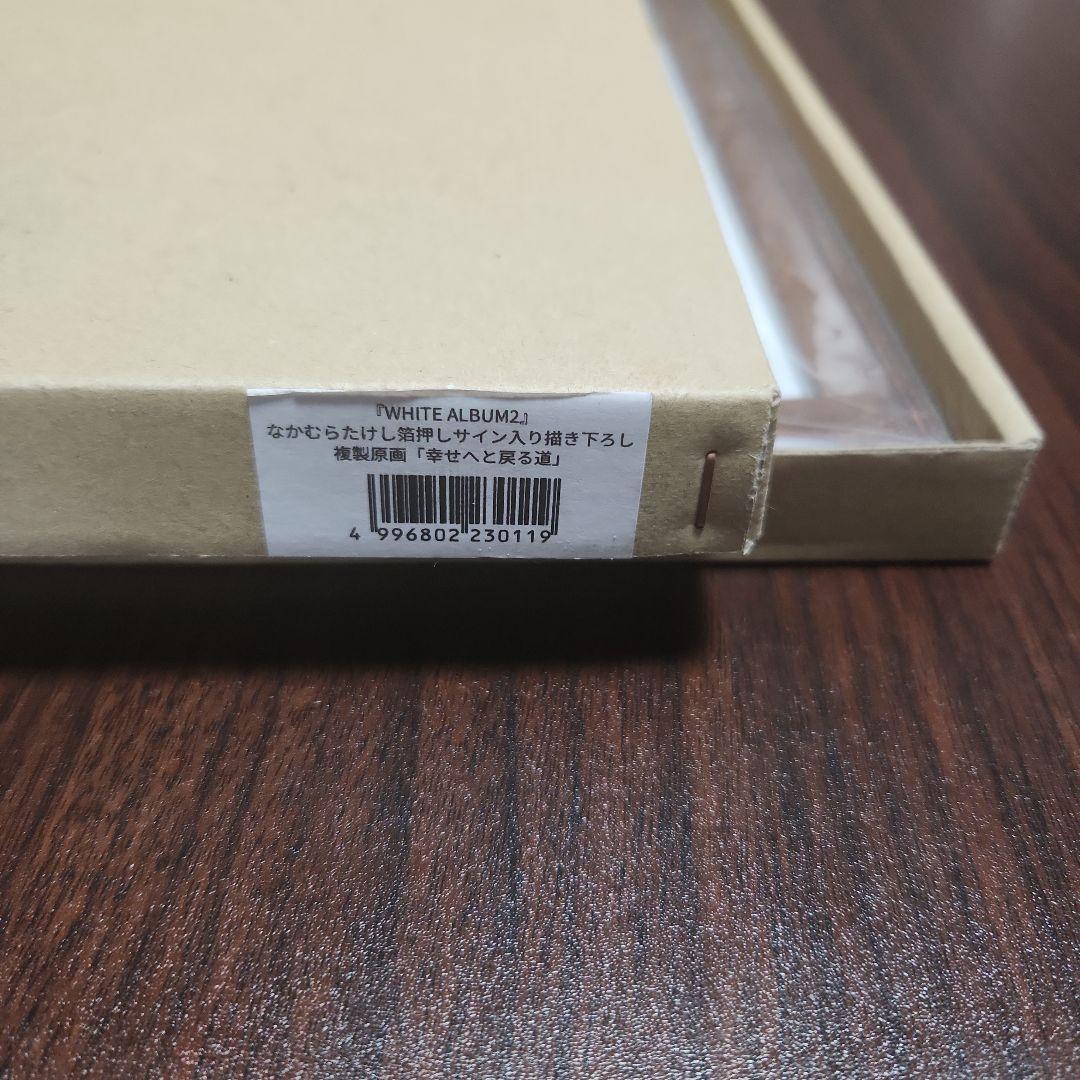 『WHITE ALBUM2』
なかむらたけし箔押しサイン入り描き下ろし
複製原画「幸せへと戻る道」
4 996802 230119